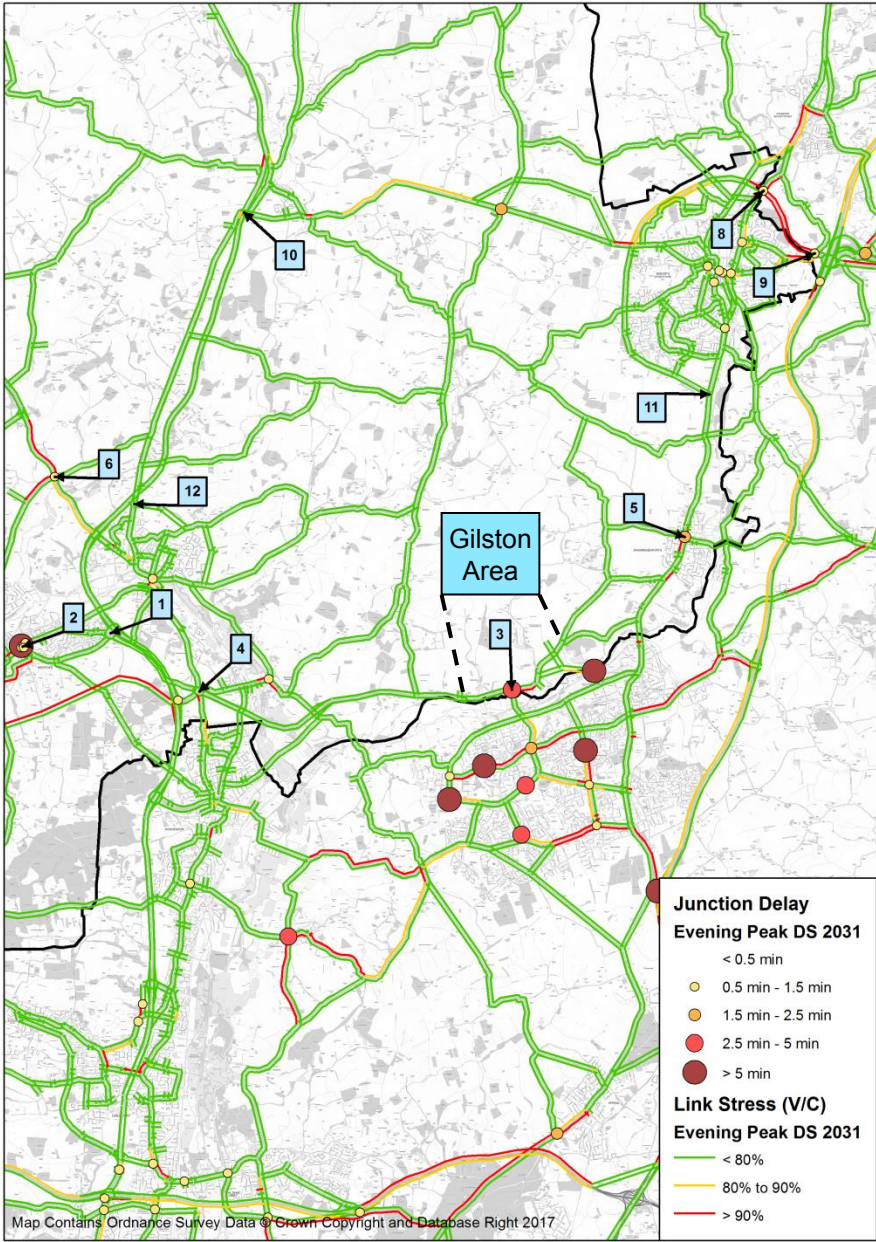 8
10
9
11
6
12
5
Gilston
Area
2
1
3
4
Junction Delay
Evening Peak DS 2031
< 0.5 min
0.5 min - 1.5 min
1.5 min - 2.5 min
2.5 min - 5 min
> 5 min
Link Stress (V/C)
Evening Peak DS 2031
< 80%
80% to 90%
> 90%
Map Contains Ordnance Survey Data © Crown Copyright and Database Right 2017